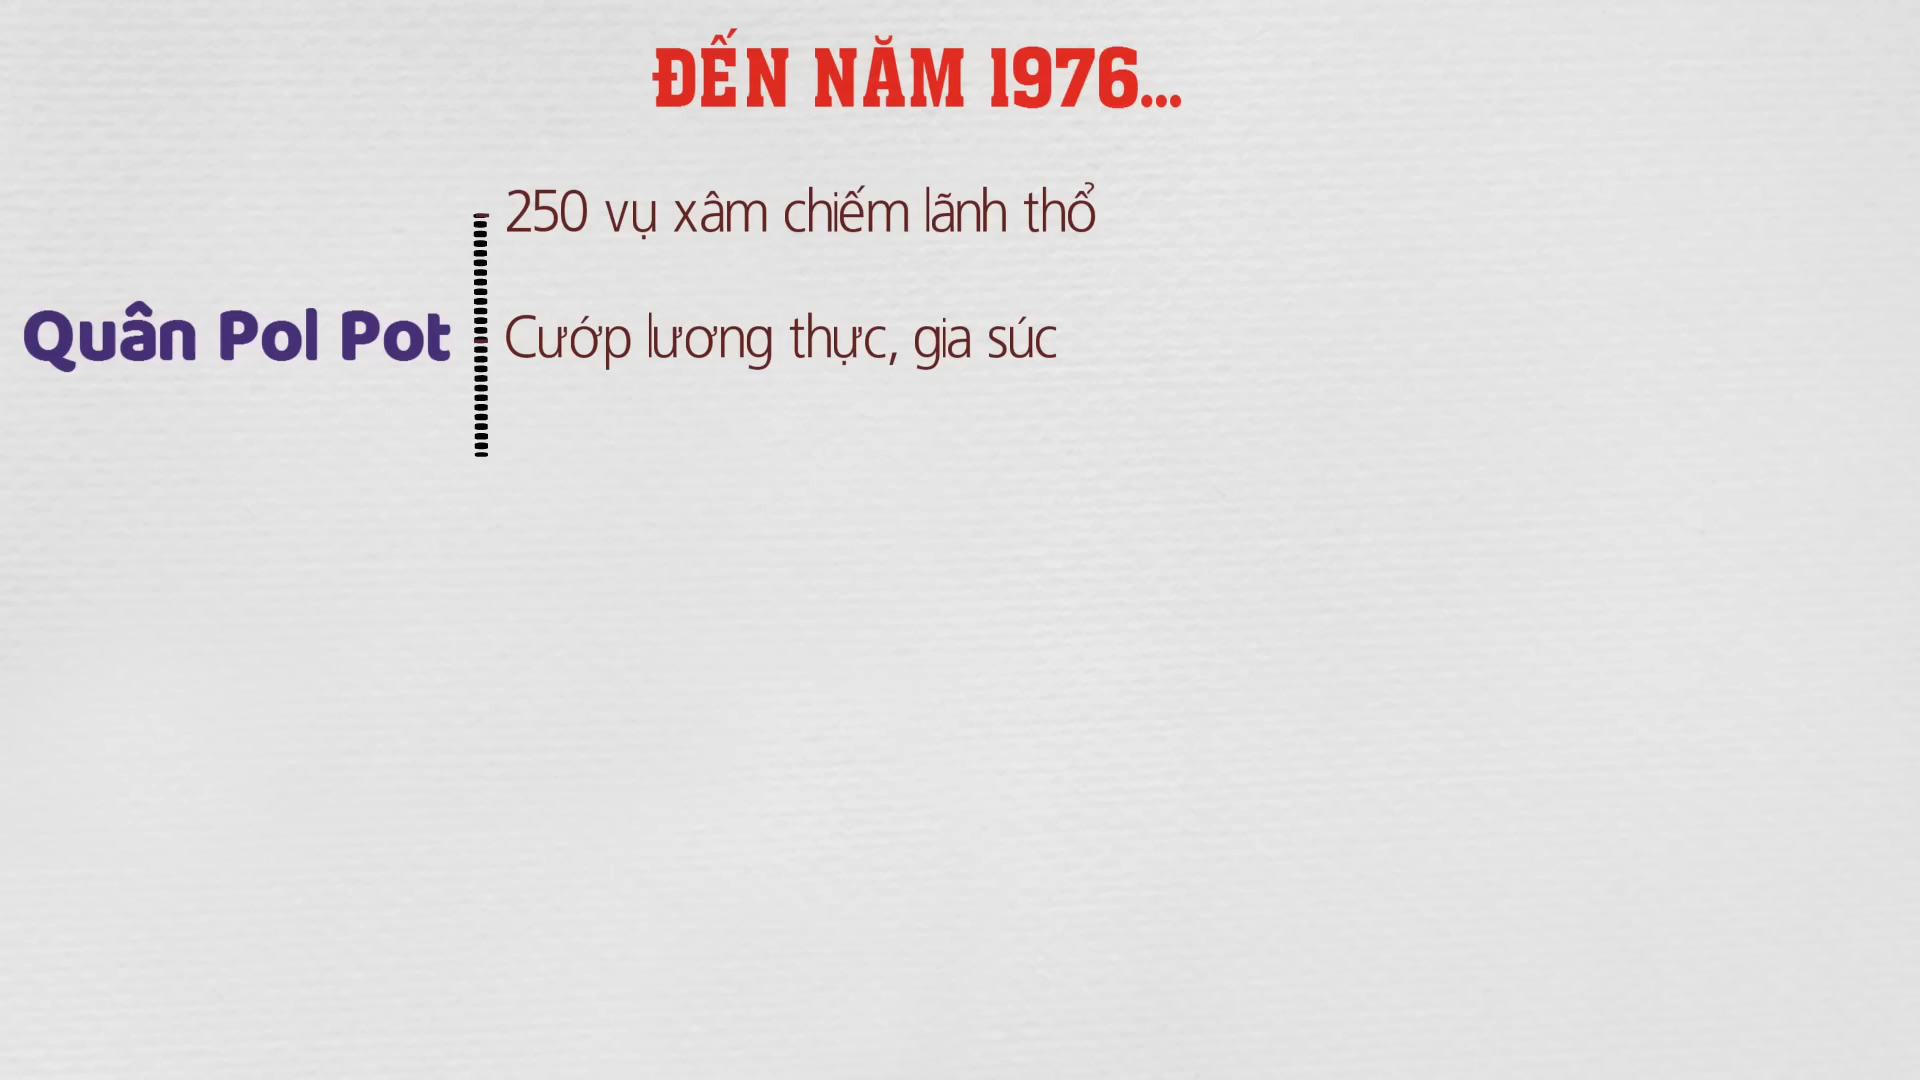 ĐẾN NĂM 1976...
250 vụ xâm chiếm lãnh thổ
Quân Pol Pot
Cướp lương thực, gia súc